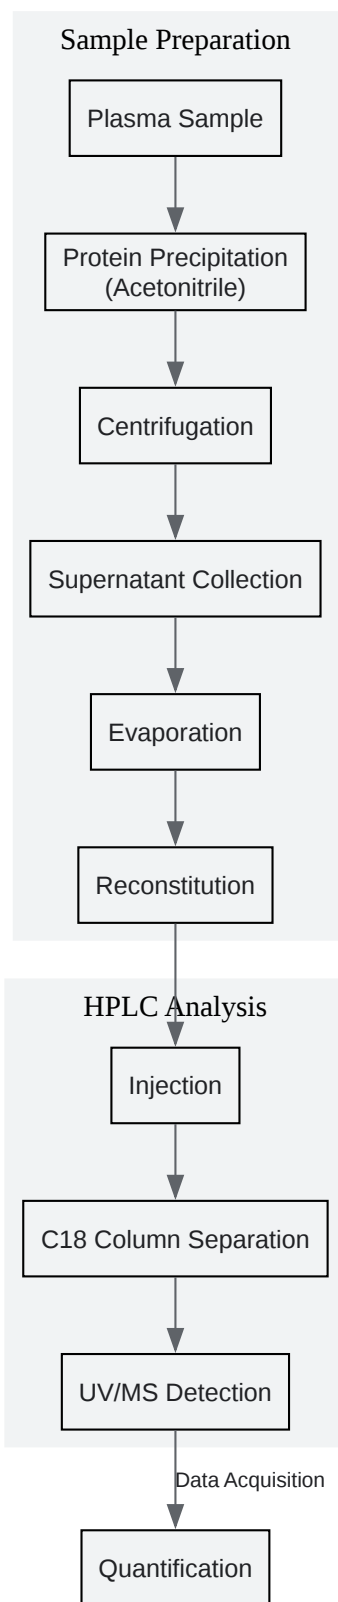 Sample Preparation
Plasma Sample
Protein Precipitation
(Acetonitrile)
Centrifugation
Supernatant Collection
Evaporation
Reconstitution
HPLC Analysis
Injection
C18 Column Separation
UV/MS Detection
Data Acquisition
Quantification